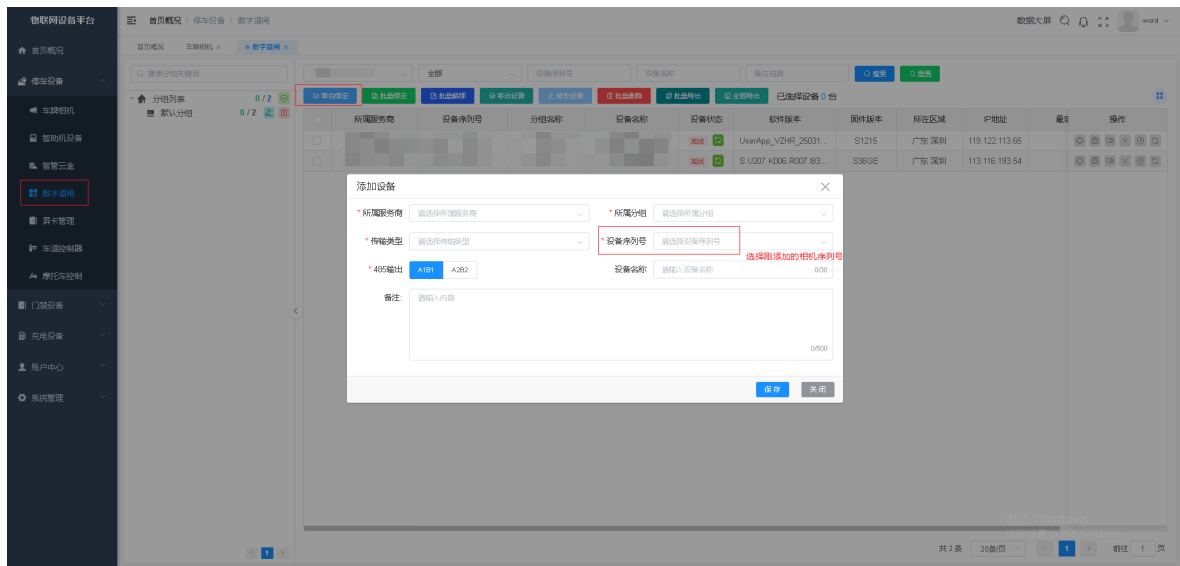 物联网设备平台
首页概况 / 停车设备 / 数字道闸
数据大屏
word
首页概况
车牌相机 ×
数字道闸 ×
首页概况
停车设备
车牌相机
智助机设备
智管云盒
数字道闸
屏卡管理
车道控制器
摩托车控制
门禁设备
充电设备
账户中心
系统管理
搜索分组关键词
分组列表 0 / 2
默认分组 0 / 2
全部
设备序列号
设备名称
备注说明
搜索
重置
单台绑定
批量绑定
批量解绑
移动设备
修改设备
批量删除
批量导出
全部导出
已选择设备 0 台
所属服务商 设备序列号 分组名称 设备名称 设备状态 软件版本 固件版本 所在区域 IP地址 最后 操作
离线 UserApp_VZHR_25031... S1215 广东 深圳 119.122.113.65
离线 S.U207.K006.R007.I83... S36GE 广东 深圳 113.116.193.54
添加设备
* 所属服务商 请选择所属服务商
* 所属分组 请选择所属分组
* 传输类型 请选择传输类型
* 设备序列号 请选择设备序列号
选择刚添加的相机序列号
* 485输出 A1B1 A2B2
设备名称 请输入设备名称 0/30
备注: 请输入内容
0/500
保存 关闭
1
共 2 条 20条/页 1 前往 1 页